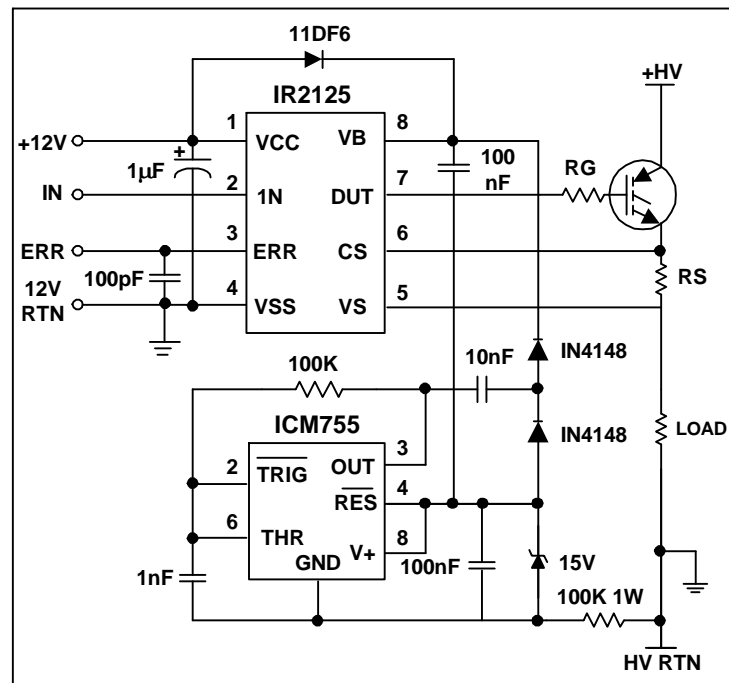 11DF6
IR2125
+HV
+12V
1
VCC
VB
8
1µF
+
100
nF
RG
IN
2
1N
DUT
7
ERR
3
ERR
CS
6
100pF
RS
12V
RTN
4
VSS
VS
5
100K
10nF
IN4148
ICM755
IN4148
LOAD
2
TRIG
OUT
3
RES
4
6
THR
V+
8
1nF
GND
100nF
15V
100K 1W
HV RTN